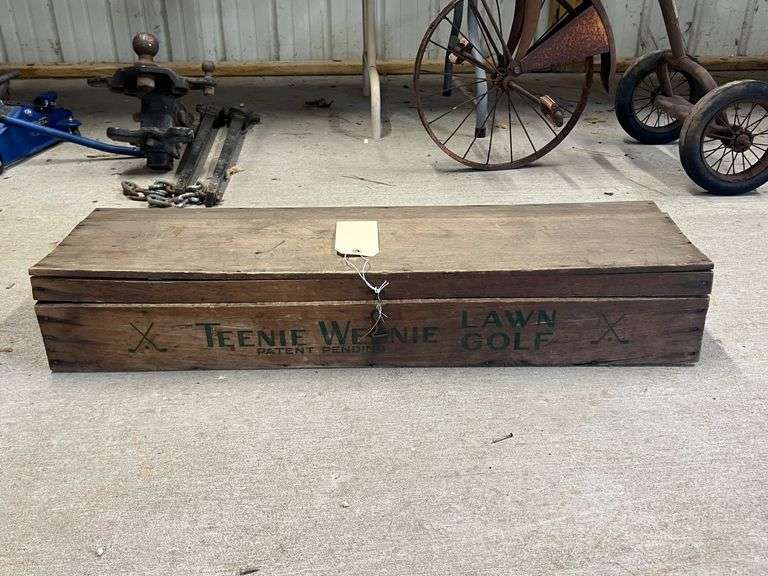 TEENIE WEENIE LAWN
PATENT PENDING GOLF